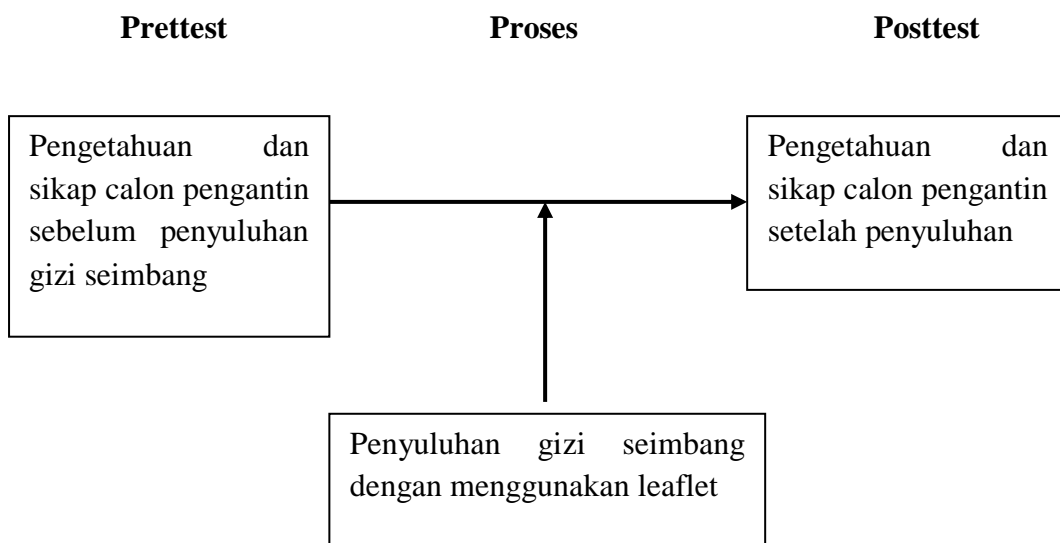 Prettest Proses Posttest
Pengetahuan dan
sikap calon pengantin
sebelum penyuluhan
gizi seimbang
Pengetahuan dan
sikap calon pengantin
setelah penyuluhan
Penyuluhan gizi seimbang
dengan menggunakan leaflet